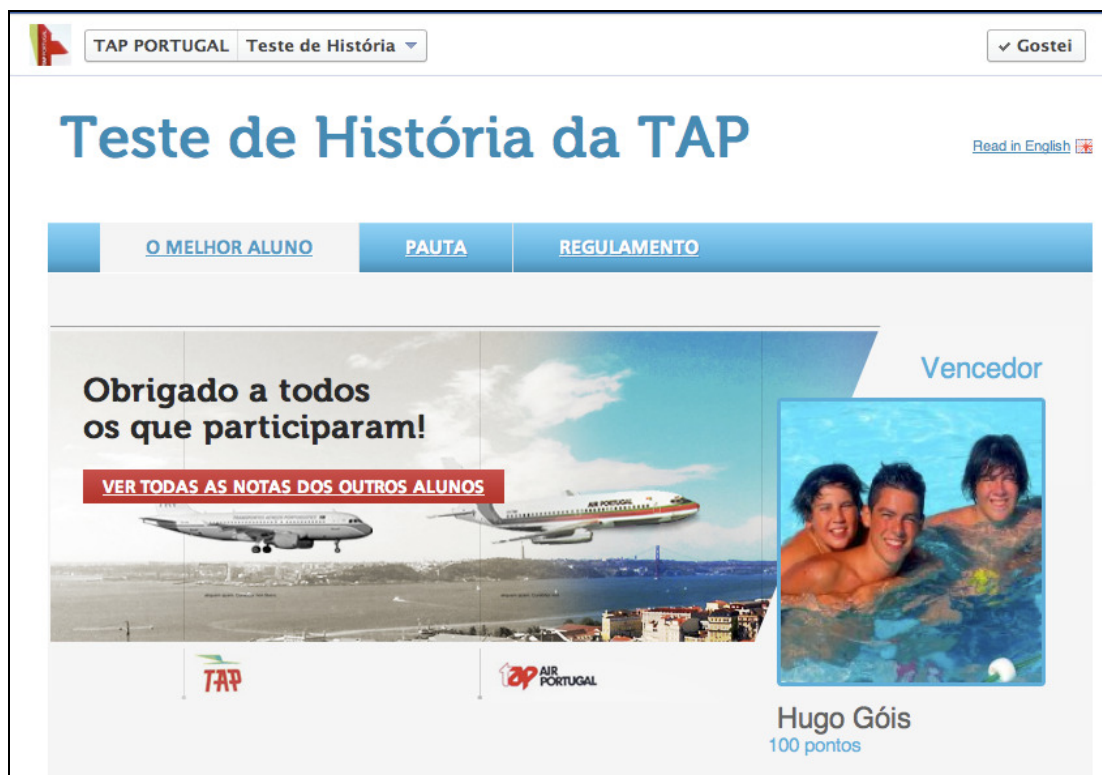 TAP PORTUGAL Teste de História
✓ Gostei
Teste de História da TAP
Read in English
O MELHOR ALUNO PAUTA REGULAMENTO
Obrigado a todos
os que participaram!
VER TODAS AS NOTAS DOS OUTROS ALUNOS
Vencedor
AIR PORTUGAL
TAP
tap AIR
PORTUGAL
Hugo Góis
100 pontos